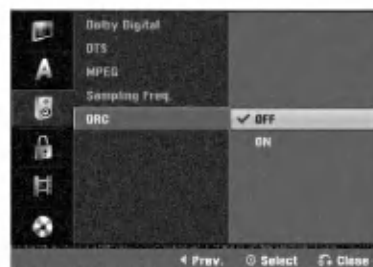 A
Dolby Digital
DTS
MPEG
Sampling Freq.
DRC
✓ OFF
ON
◄ Prev.
Select
Close